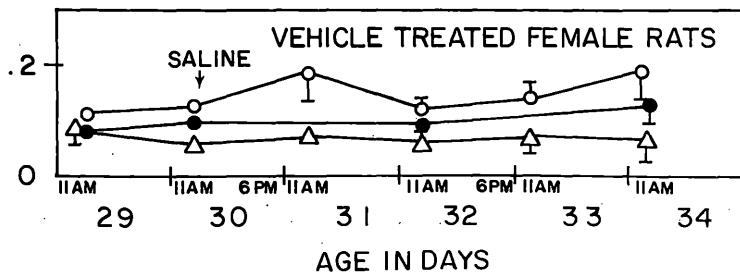 VEHICLE TREATED FEMALE RATS
SALINE
.2
0
11AM 11AM 6PM 11AM 11AM 6PM 11AM 11AM
29 30 31 32 33 34
AGE IN DAYS